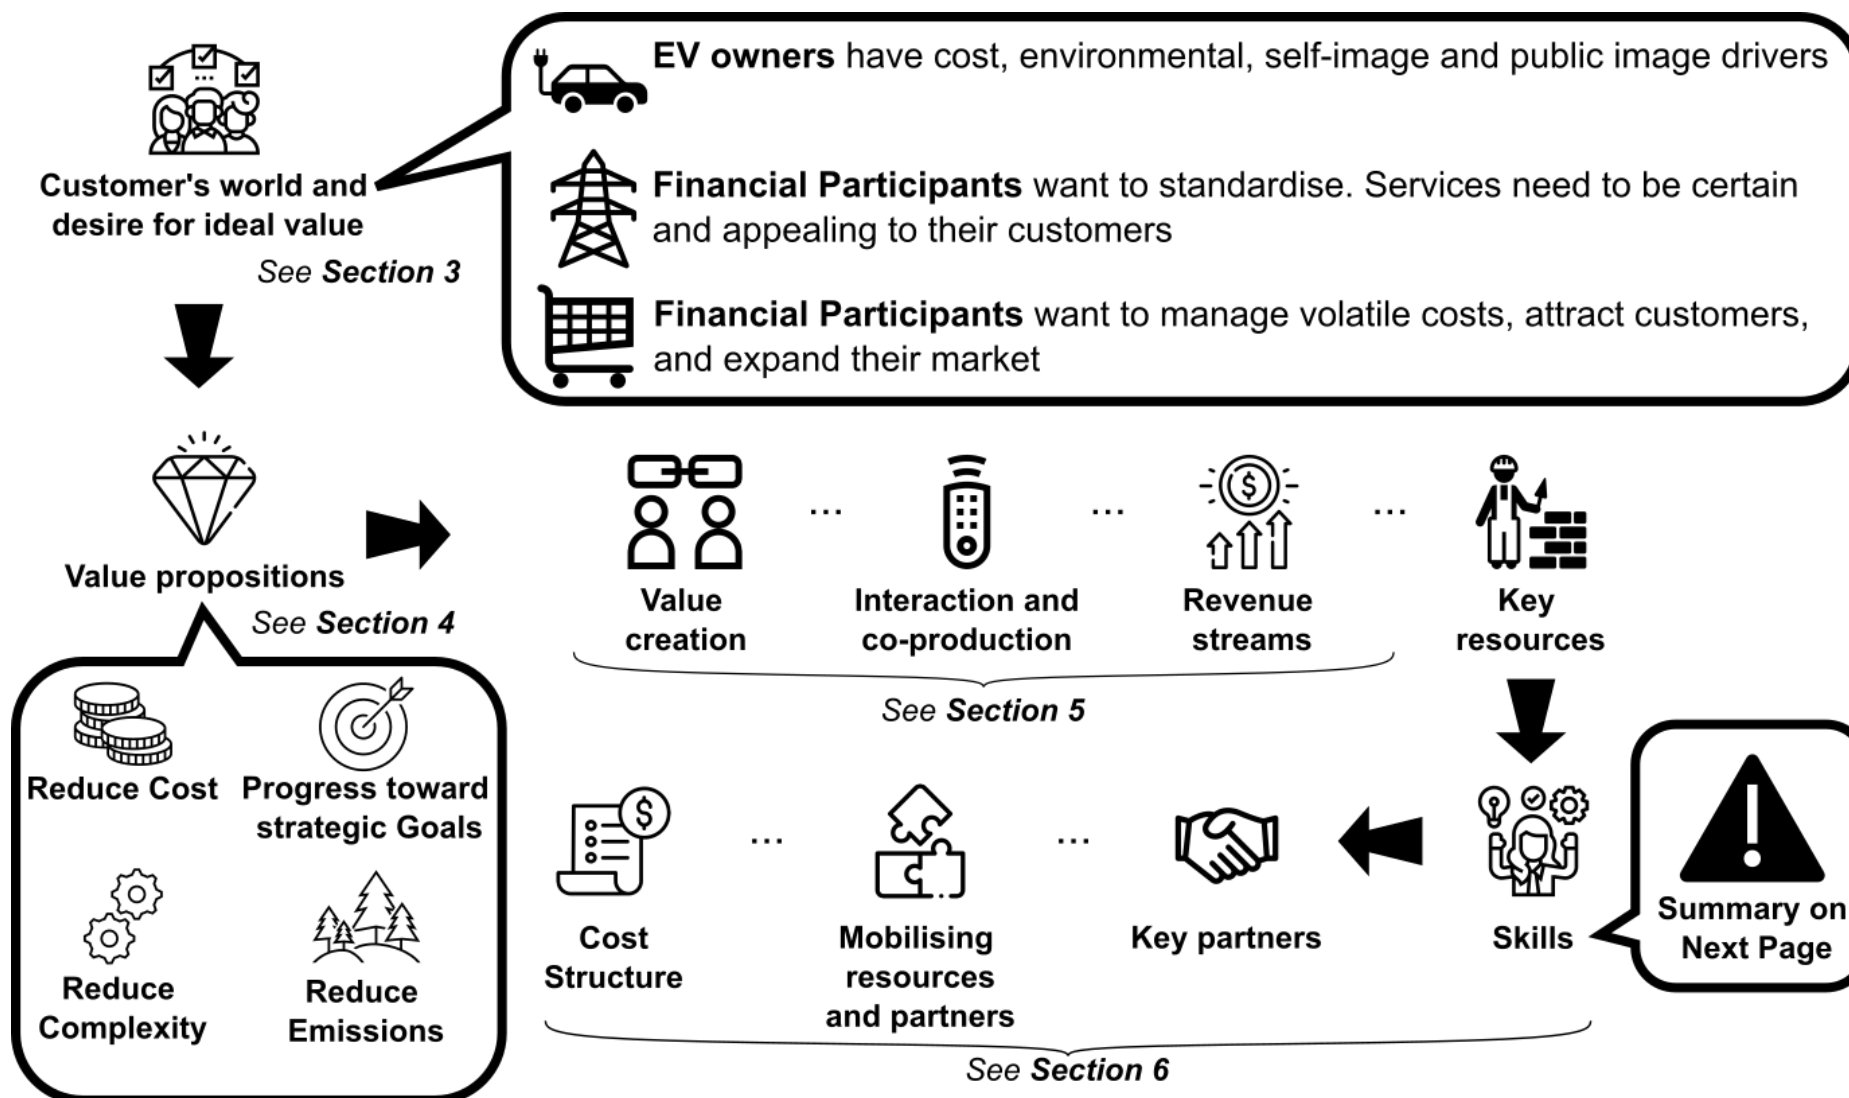 EV owners have cost, environmental, self-image and public image drivers
Financial Participants want to standardise. Services need to be certain
and appealing to their customers
Financial Participants want to manage volatile costs, attract customers,
and expand their market
Customer's world and
desire for ideal value
See Section 3
Value propositions
See Section 4
Reduce Cost
Progress toward
strategic Goals
Reduce
Complexity
Reduce
Emissions
Value
creation
...
Interaction and
co-production
...
Revenue
streams
...
Key
resources
See Section 5
Cost
Structure
...
Mobilising
resources
and partners
...
Key partners
Skills
Summary on
Next Page
See Section 6